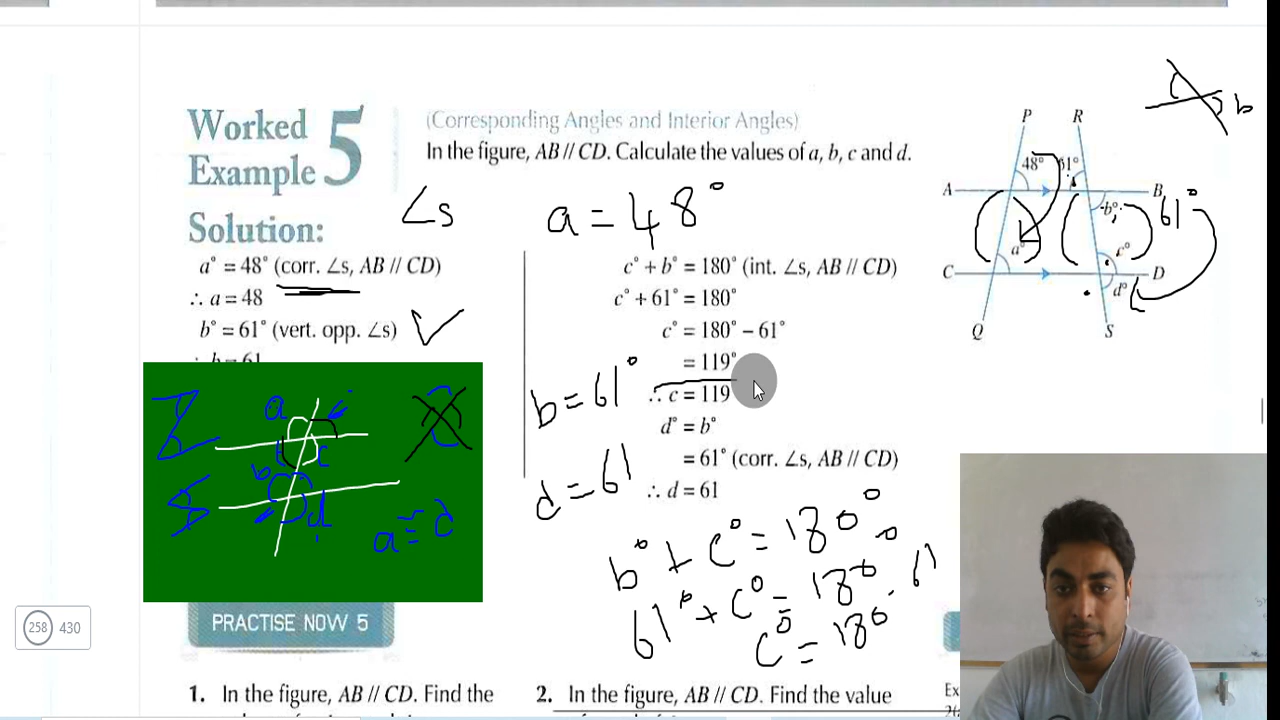 Worked
Example 5
(Corresponding Angles and Interior Angles)
In the figure, AB // CD. Calculate the values of a, b, c and d.
∠s
a = 48°
Solution:
a° = 48° (corr. ∠s, AB // CD)
∴ a = 48
b° = 61° (vert. opp. ∠s)
∴ b = 61
c° + b° = 180° (int. ∠s, AB // CD)
c° + 61° = 180°
c° = 180° − 61°
= 119°
∴ c = 119
d° = b°
= 61° (corr. ∠s, AB // CD)
∴ d = 61
b = 61°
d = 61
b° + c° = 180°
61° + c° = 180°
c° = 180° - 61
P R
48° 61°
A B
b° 61°
a° c°
C D
d°
Q S
b
a
c
b
d
a = d
PRACTISE NOW 5
258 430
1. In the figure, AB // CD. Find the
2. In the figure, AB // CD. Find the value
Ex